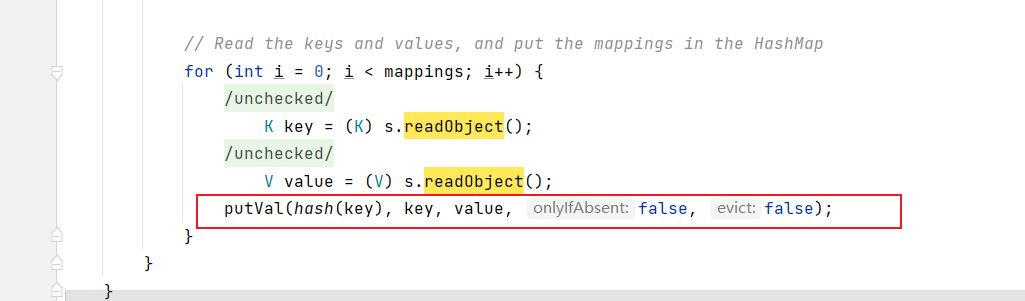 // Read the keys and values, and put the mappings in the HashMap
for (int i = 0; i < mappings; i++) {
/unchecked/
K key = (K) s.readObject();
/unchecked/
V value = (V) s.readObject();
putVal(hash(key), key, value, onlyIfAbsent: false, evict: false);
}
}
}